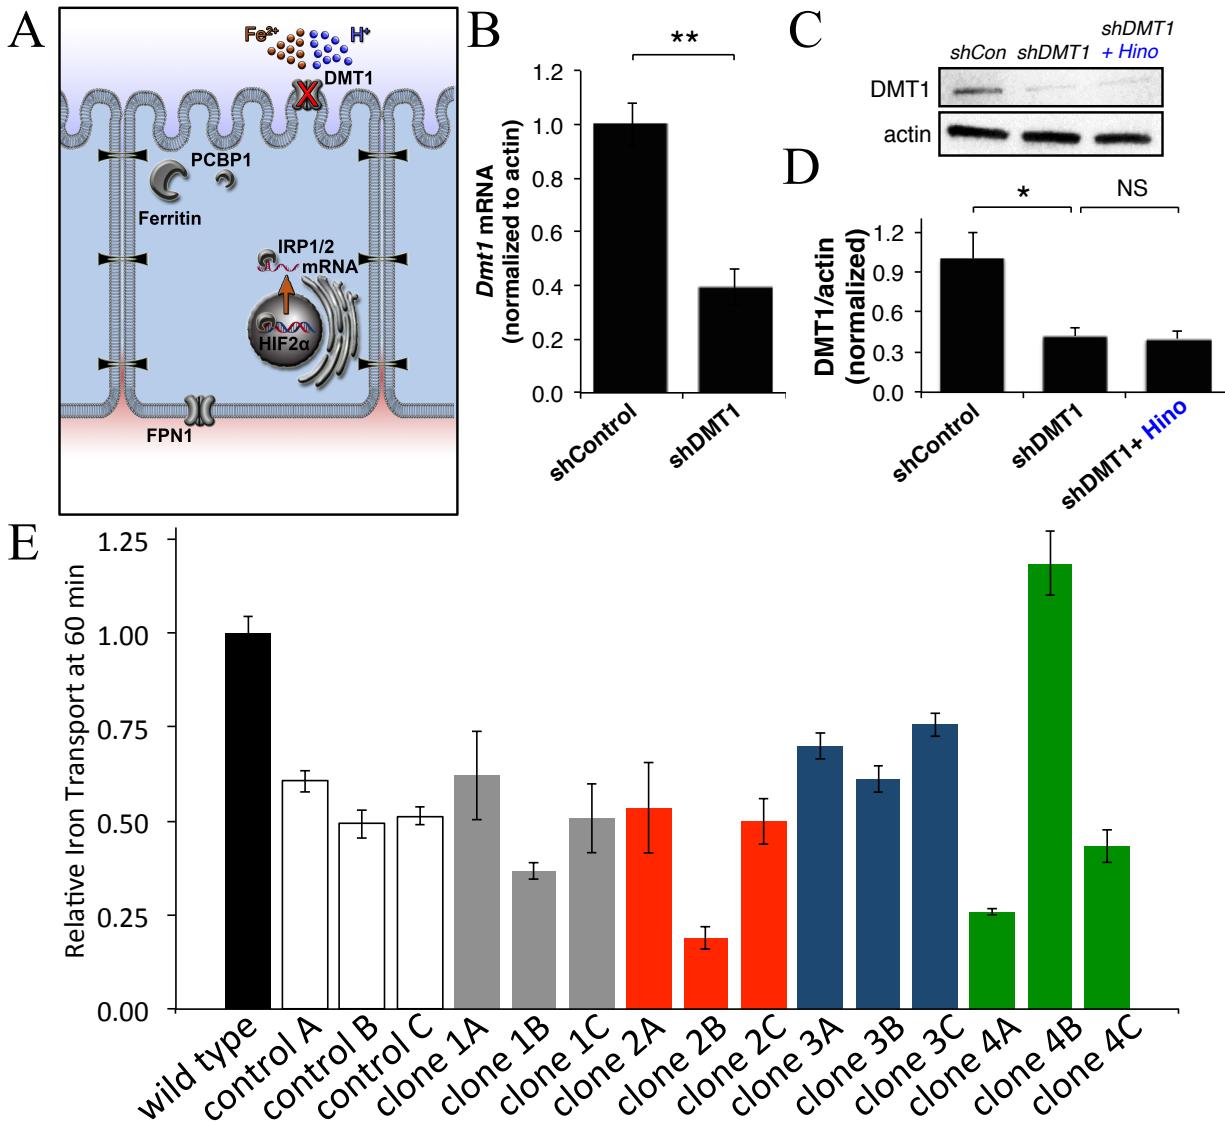 A
Fe²⁺ H⁺
DMT1
X
PCBP1
Ferritin
IRP1/2
mRNA
HIF2α
FPN1
B
**
1.2
1.0
0.8
0.6
0.4
0.2
0.0
Dmt1 mRNA
(normalized to actin)
shControl
shDMT1
C
shCon shDMT1 shDMT1
+ Hino
DMT1
actin
D
* NS
1.2
0.9
0.6
0.3
0.0
DMT1/actin
(normalized)
shControl
shDMT1
shDMT1+ Hino
E
Relative Iron Transport at 60 min
1.25
1.00
0.75
0.50
0.25
0.00
wild type
control A
control B
control C
clone 1A
clone 1B
clone 1C
clone 2A
clone 2B
clone 2C
clone 3A
clone 3B
clone 3C
clone 4A
clone 4B
clone 4C